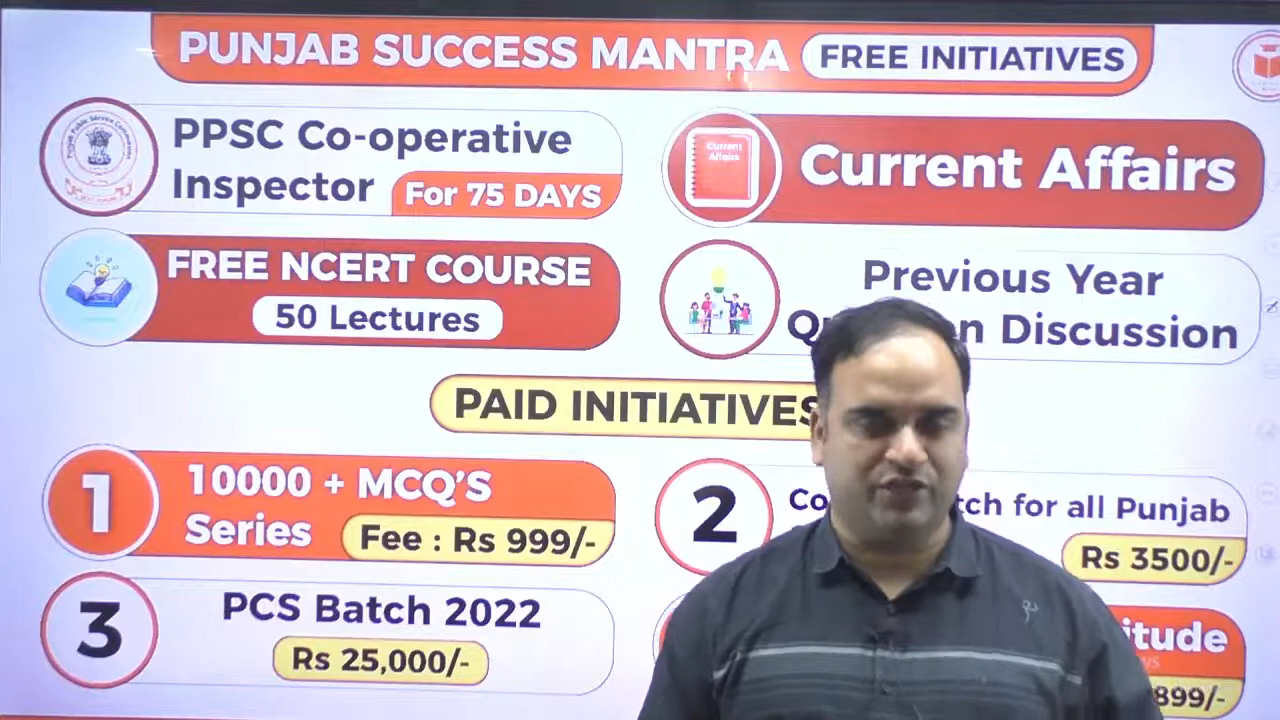 PUNJAB SUCCESS MANTRA FREE INITIATIVES
PPSC Co-operative
Inspector For 75 DAYS
Current
Affairs
Current Affairs
FREE NCERT COURSE
50 Lectures
Previous Year
Discussion
PAID INITIATIVES
1 10000 + MCQ'S
Series Fee : Rs 999/-
2 for all Punjab
Rs 3500/-
3 PCS Batch 2022
Rs 25,000/-